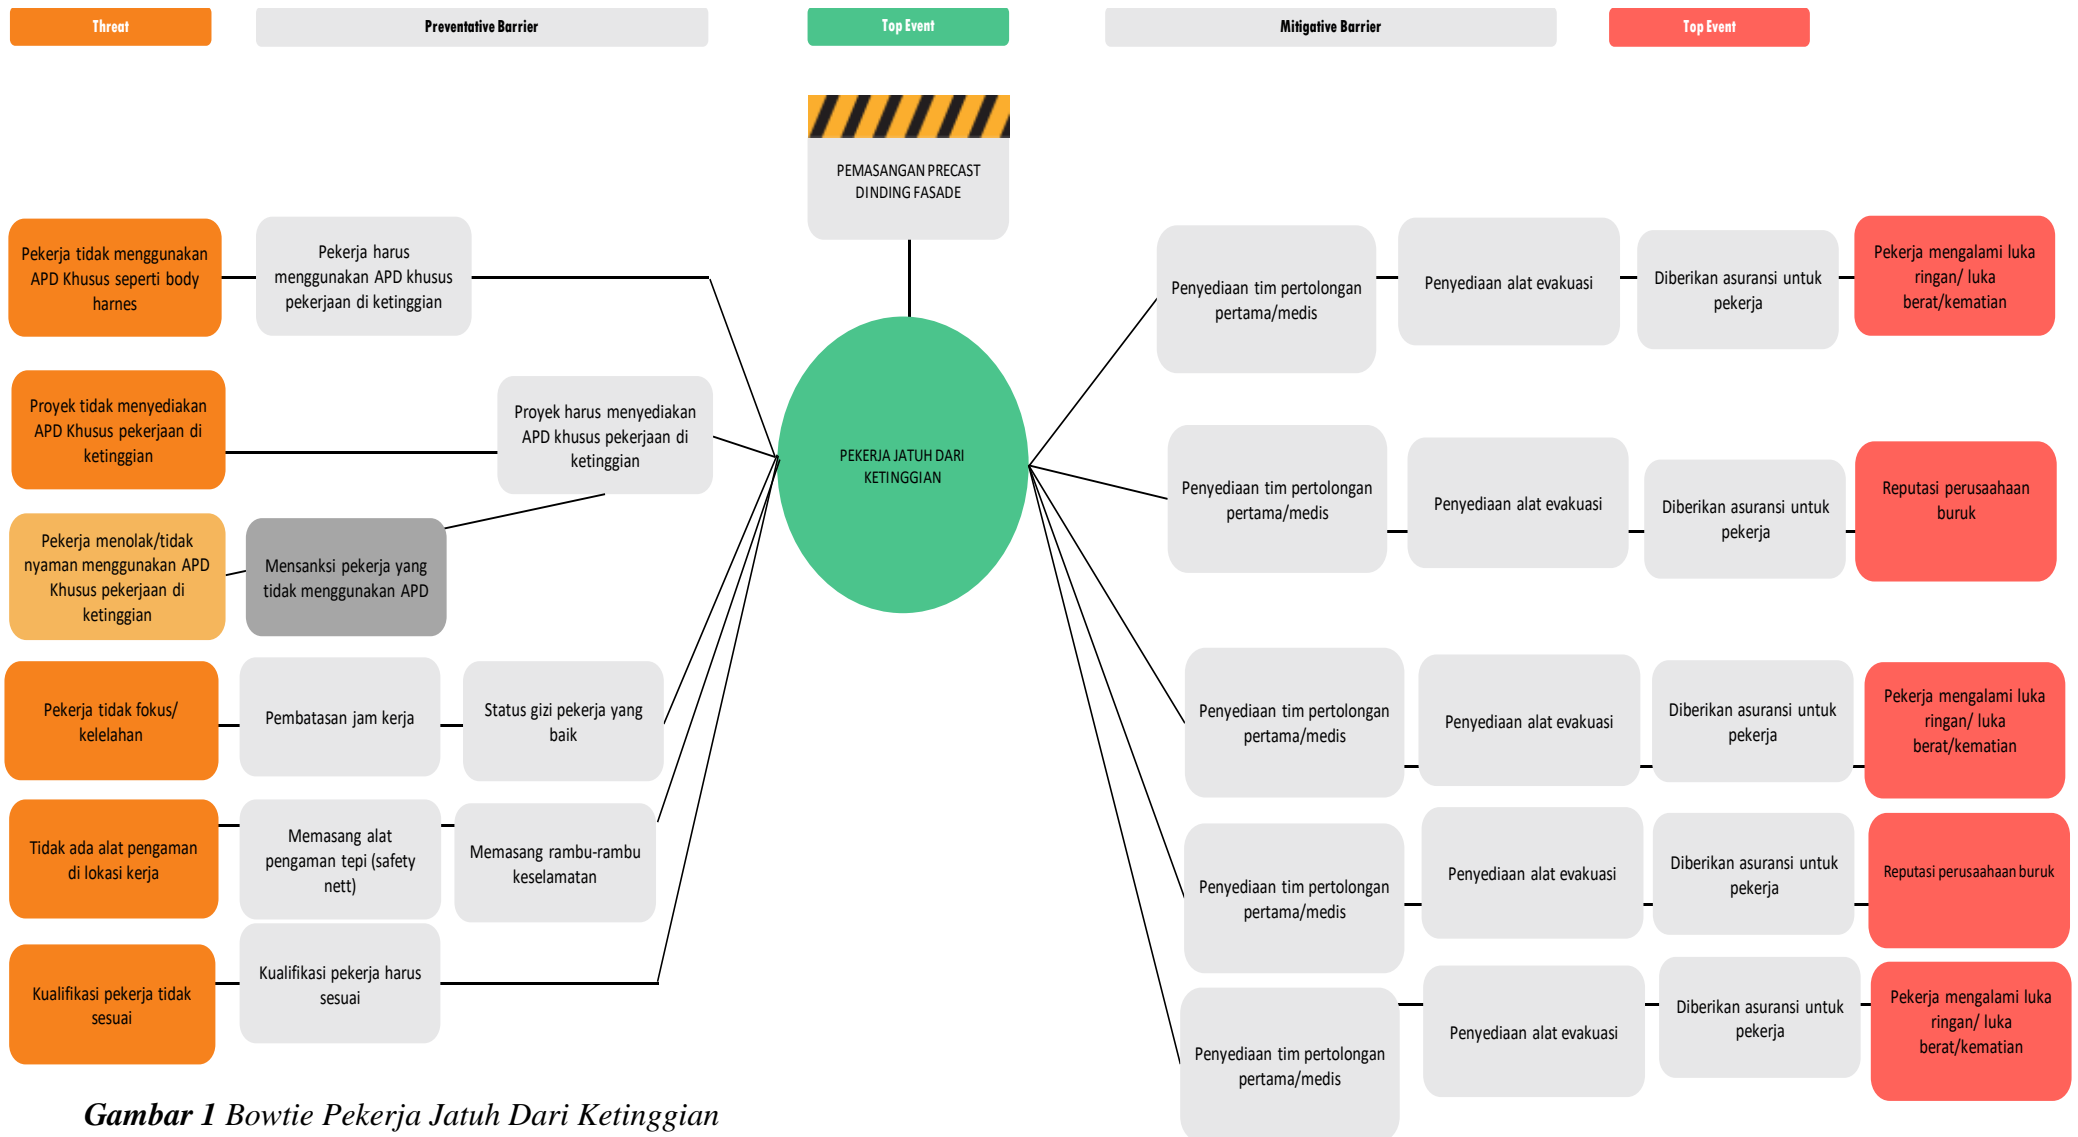 Threat
Preventative Barrier
Top Event
Mitigative Barrier
Top Event
PEMASANGAN PRECAST
DINDING FASADE
Pekerja tidak menggunakan
APD Khusus seperti body
harnes
Pekerja harus
menggunakan APD khusus
pekerjaan di ketinggian
Penyediaan tim pertolongan
pertama/medis
Penyediaan alat evakuasi
Diberikan asuransi untuk
pekerja
Pekerja mengalami luka
ringan/ luka
berat/kematian
Proyek tidak menyediakan
APD Khusus pekerjaan di
ketinggian
Proyek harus menyediakan
APD khusus pekerjaan di
ketinggian
PEKERJA JATUH DARI
KETINGGIAN
Penyediaan tim pertolongan
pertama/medis
Penyediaan alat evakuasi
Diberikan asuransi untuk
pekerja
Reputasi perusaahaan
buruk
Pekerja menolak/tidak
nyaman menggunakan APD
Khusus pekerjaan di
ketinggian
Mensanksi pekerja yang
tidak menggunakan APD
Pekerja tidak fokus/
kelelahan
Pembatasan jam kerja
Status gizi pekerja yang
baik
Penyediaan tim pertolongan
pertama/medis
Penyediaan alat evakuasi
Diberikan asuransi untuk
pekerja
Pekerja mengalami luka
ringan/ luka
berat/kematian
Tidak ada alat pengaman
di lokasi kerja
Memasang alat
pengaman tepi (safety
nett)
Memasang rambu-rambu
keselamatan
Penyediaan tim pertolongan
pertama/medis
Penyediaan alat evakuasi
Diberikan asuransi untuk
pekerja
Reputasi perusaahaan buruk
Kualifikasi pekerja tidak
sesuai
Kualifikasi pekerja harus
sesuai
Penyediaan tim pertolongan
pertama/medis
Penyediaan alat evakuasi
Diberikan asuransi untuk
pekerja
Pekerja mengalami luka
ringan/ luka
berat/kematian
Gambar 1 Bowtie Pekerja Jatuh Dari Ketinggian